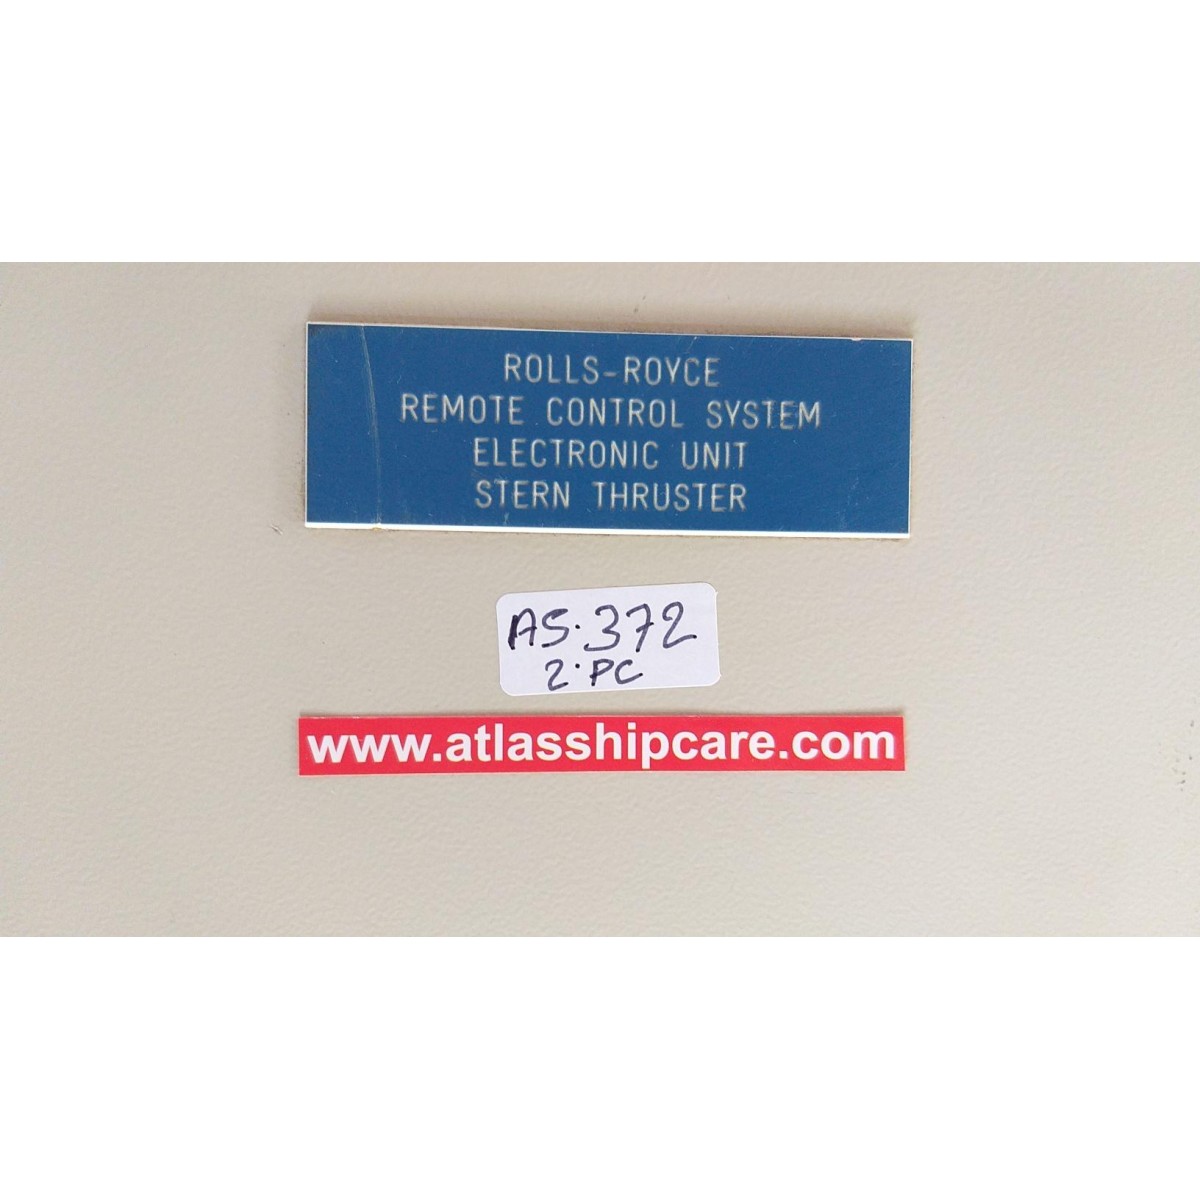 ROLLS-ROYCE
REMOTE CONTROL SYSTEM
ELECTRONIC UNIT
STERN THRUSTER
AS.372
2.PC
www.atlasshipcare.com